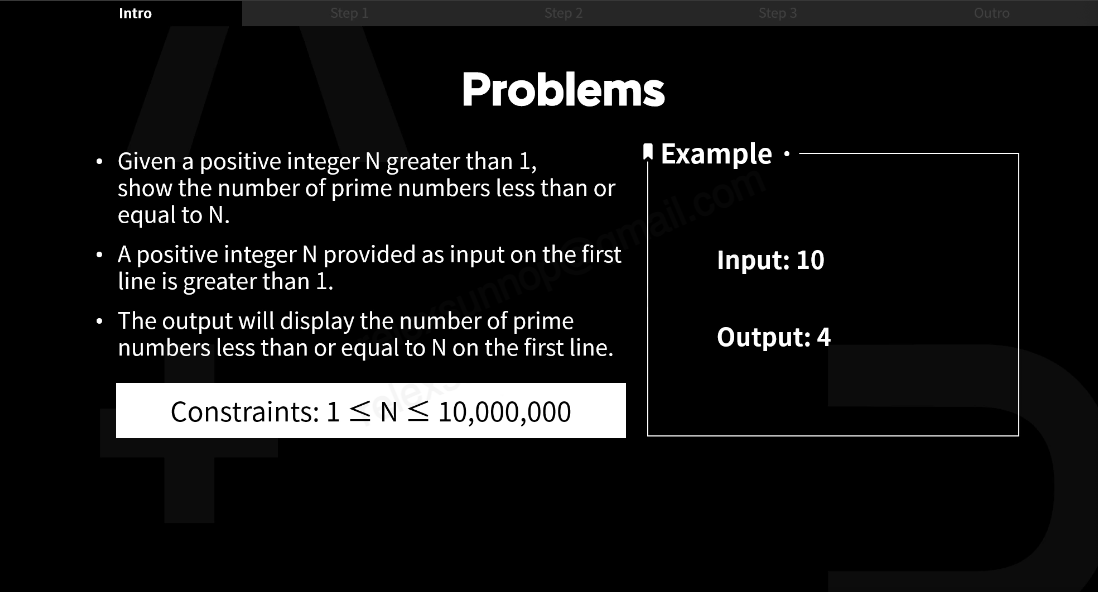 Intro
Step 1
Step 2
Step 3
Outro
Problems
• Given a positive integer N greater than 1,
show the number of prime numbers less than or
equal to N.
• A positive integer N provided as input on the first
line is greater than 1.
• The output will display the number of prime
numbers less than or equal to N on the first line.
Constraints: 1 ≦ N ≦ 10,000,000
Example
Input: 10
Output: 4